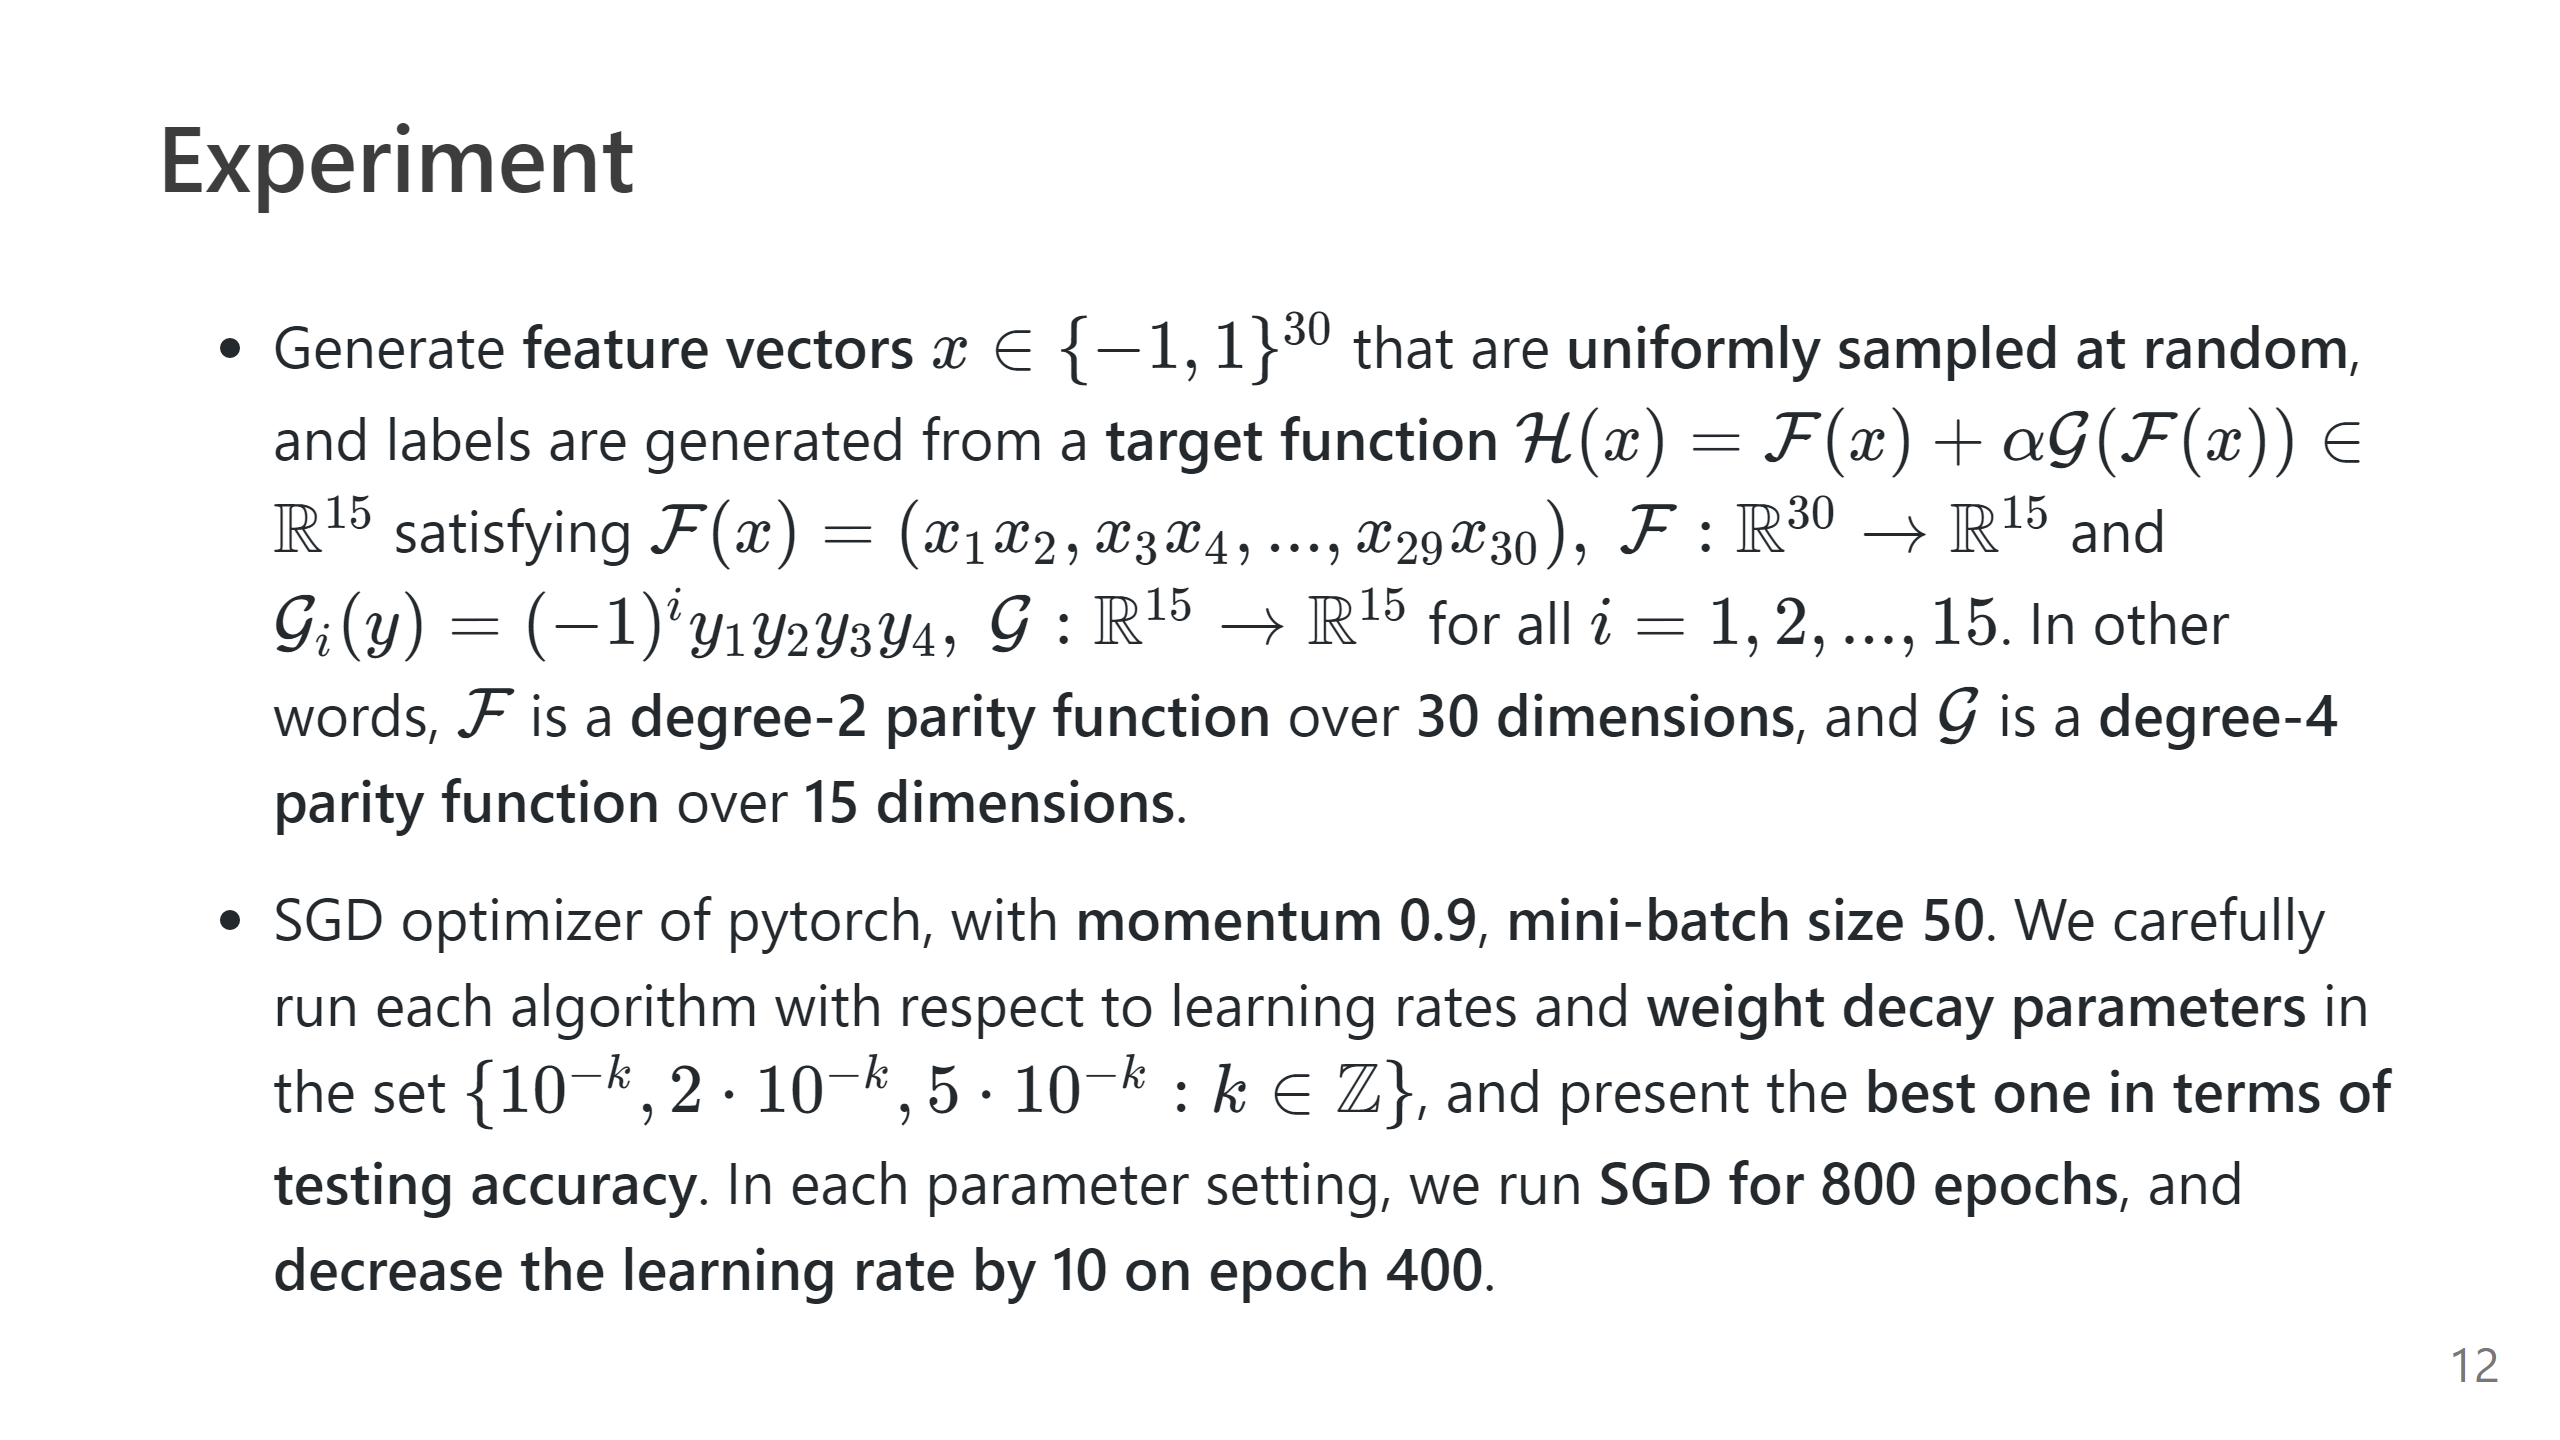 Experiment
• Generate feature vectors x ∈ {−1, 1}³⁰ that are uniformly sampled at random,
and labels are generated from a target function ℋ(x) = ℱ(x) + α𝒢(ℱ(x)) ∈
ℝ¹⁵ satisfying ℱ(x) = (x₁x₂, x₃x₄, ..., x₂₉x₃₀), ℱ : ℝ³⁰ → ℝ¹⁵ and
𝒢ᵢ(y) = (−1)ⁱy₁y₂y₃y₄, 𝒢 : ℝ¹⁵ → ℝ¹⁵ for all i = 1, 2, ..., 15. In other
words, ℱ is a degree-2 parity function over 30 dimensions, and 𝒢 is a degree-4
parity function over 15 dimensions.
• SGD optimizer of pytorch, with momentum 0.9, mini-batch size 50. We carefully
run each algorithm with respect to learning rates and weight decay parameters in
the set {10⁻ᵏ, 2 · 10⁻ᵏ, 5 · 10⁻ᵏ : k ∈ ℤ}, and present the best one in terms of
testing accuracy. In each parameter setting, we run SGD for 800 epochs, and
decrease the learning rate by 10 on epoch 400.
12